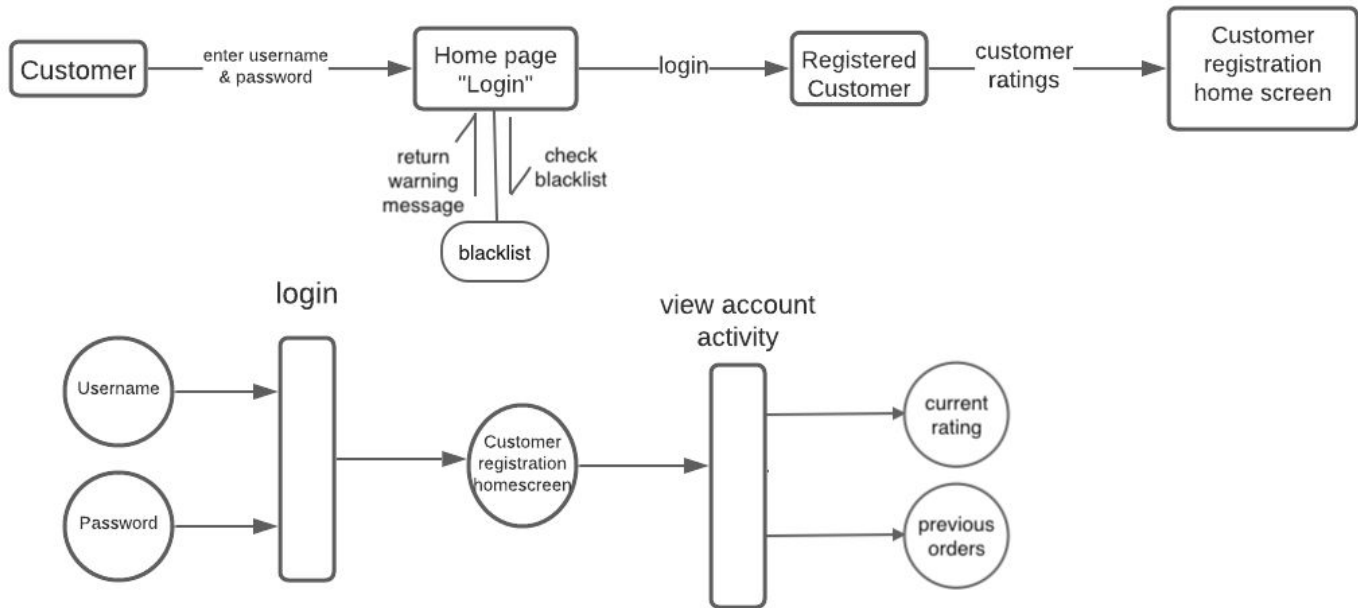 Customer
enter username
& password
Home page
"Login"
login
Registered
Customer
customer
ratings
Customer
registration
home screen
return
warning
message
check
blacklist
blacklist
login
view account
activity
Username
Password
Customer
registration
homescreen
current
rating
previous
orders